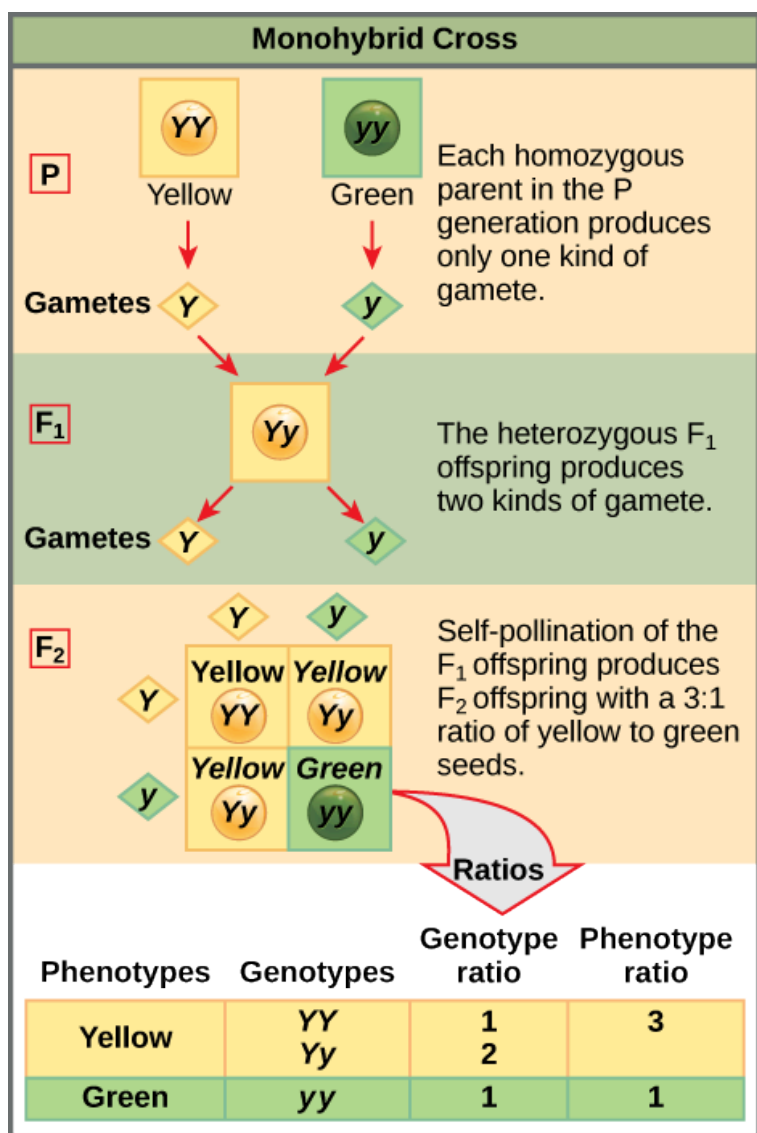 Monohybrid Cross
P
YY
yy
Yellow
Green
Each homozygous
parent in the P
generation produces
only one kind of
gamete.
Gametes
Y
y
F₁
Yy
The heterozygous F₁
offspring produces
two kinds of gamete.
Gametes
Y
y
F₂
Y
y
Y
y
Yellow
YY
Yellow
Yy
Yellow
Yy
Green
yy
Self-pollination of the
F₁ offspring produces
F₂ offspring with a 3:1
ratio of yellow to green
seeds.
Ratios
Phenotypes Genotypes Genotype ratio Phenotype ratio
Yellow YY 1 3
Yy 2
Green yy 1 1